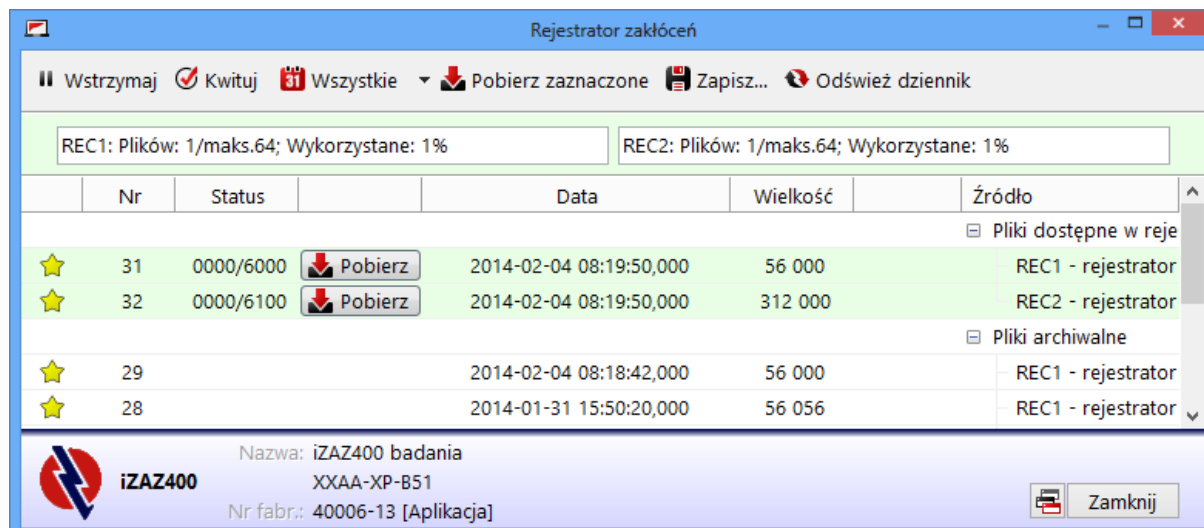 Rejestrator zakłóceń
Wstrzymaj Kwituj 31 Wszystkie Pobierz zaznaczone Zapisz... Odśwież dziennik
REC1: Plików: 1/maks.64; Wykorzystane: 1% REC2: Plików: 1/maks.64; Wykorzystane: 1%
Nr Status Data Wielkość Źródło
Pliki dostępne w reje
31 0000/6000 Pobierz 2014-02-04 08:19:50,000 56 000 REC1 - rejestrator
32 0000/6100 Pobierz 2014-02-04 08:19:50,000 312 000 REC2 - rejestrator
Pliki archiwalne
29 2014-02-04 08:18:42,000 56 000 REC1 - rejestrator
28 2014-01-31 15:50:20,000 56 056 REC1 - rejestrator
Nazwa: iZAZ400 badania
iZAZ400 XXAA-XP-B51
Nr fabr.: 40006-13 [Aplikacja] Zamknij